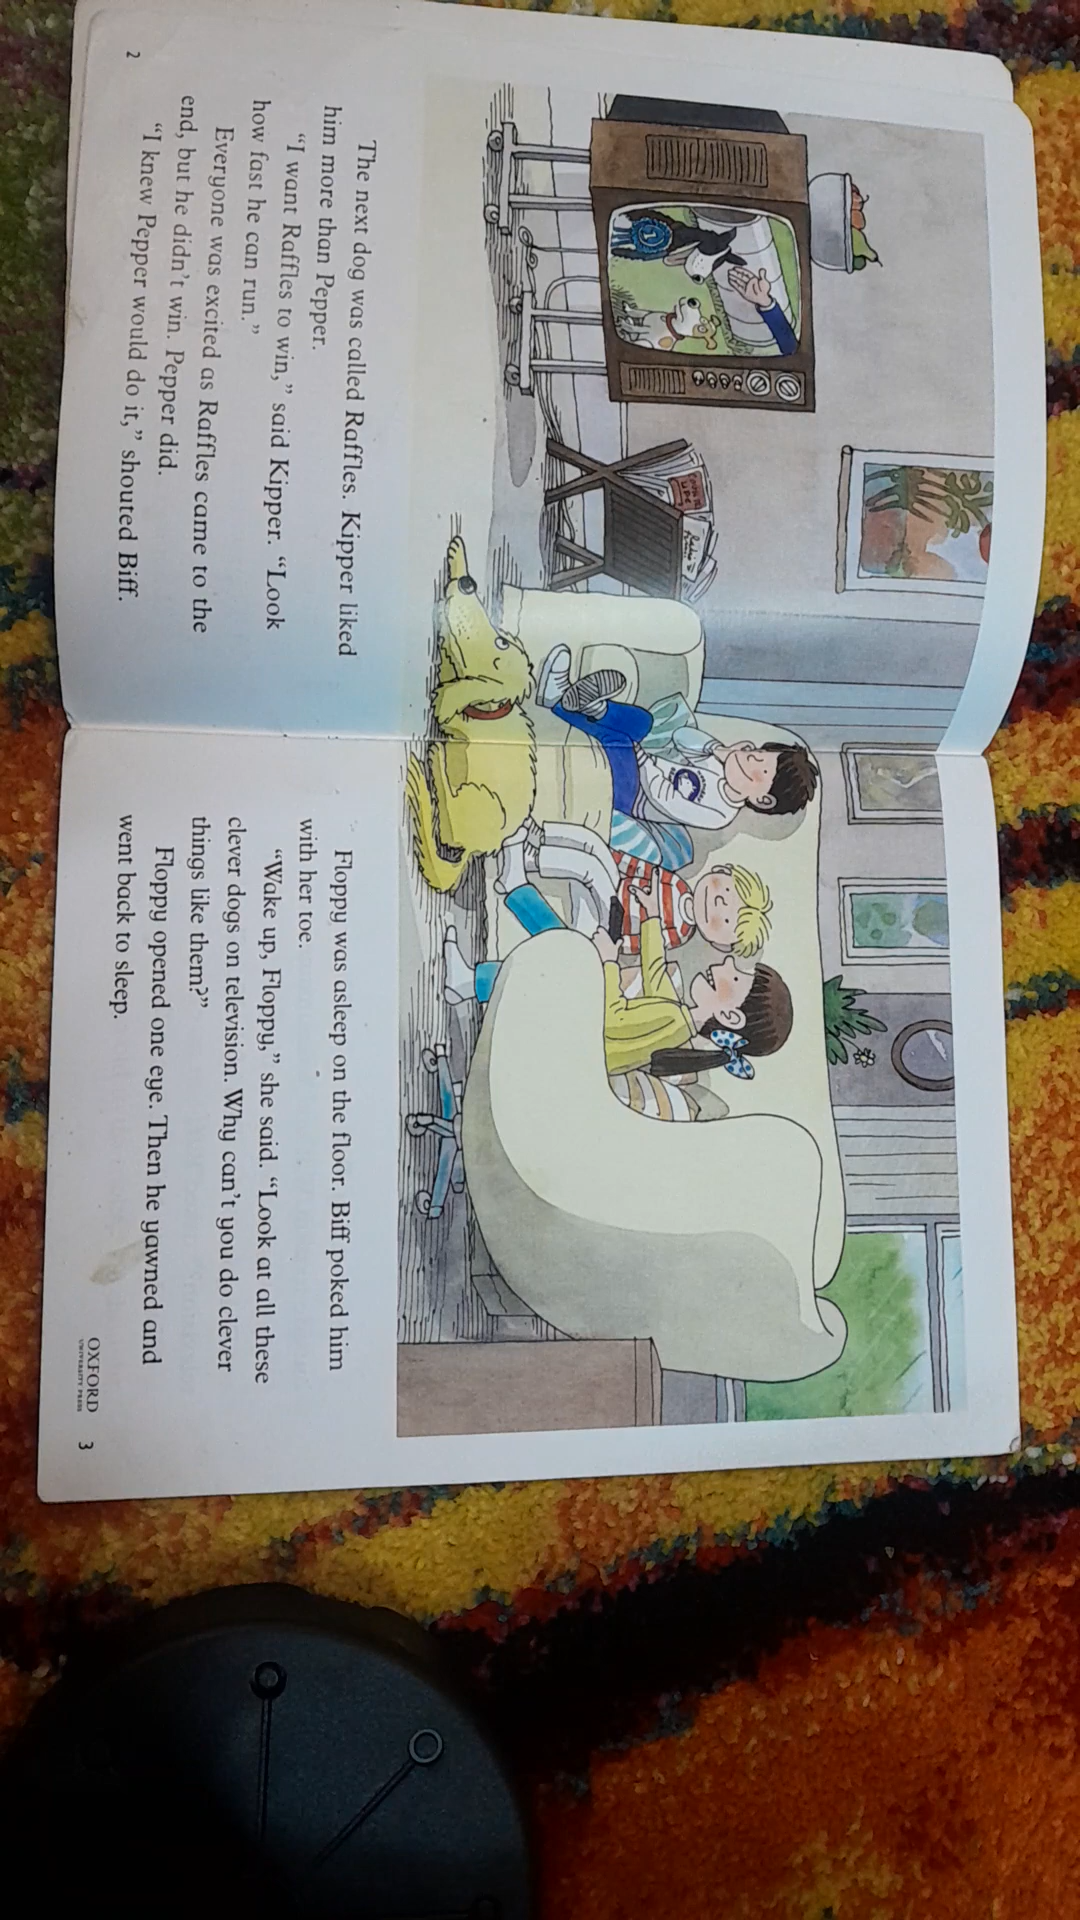 The next dog was called Raffles. Kipper liked
him more than Pepper.
“I want Raffles to win,” said Kipper. “Look
how fast he can run.”
Everyone was excited as Raffles came to the
end, but he didn’t win. Pepper did.
“I knew Pepper would do it,” shouted Biff.
2
1
Floppy was asleep on the floor. Biff poked him
with her toe.
“Wake up, Floppy,” she said. “Look at all these
clever dogs on television. Why can’t you do clever
things like them?”
Floppy opened one eye. Then he yawned and
went back to sleep.
OXFORD
UNIVERSITY PRESS
3